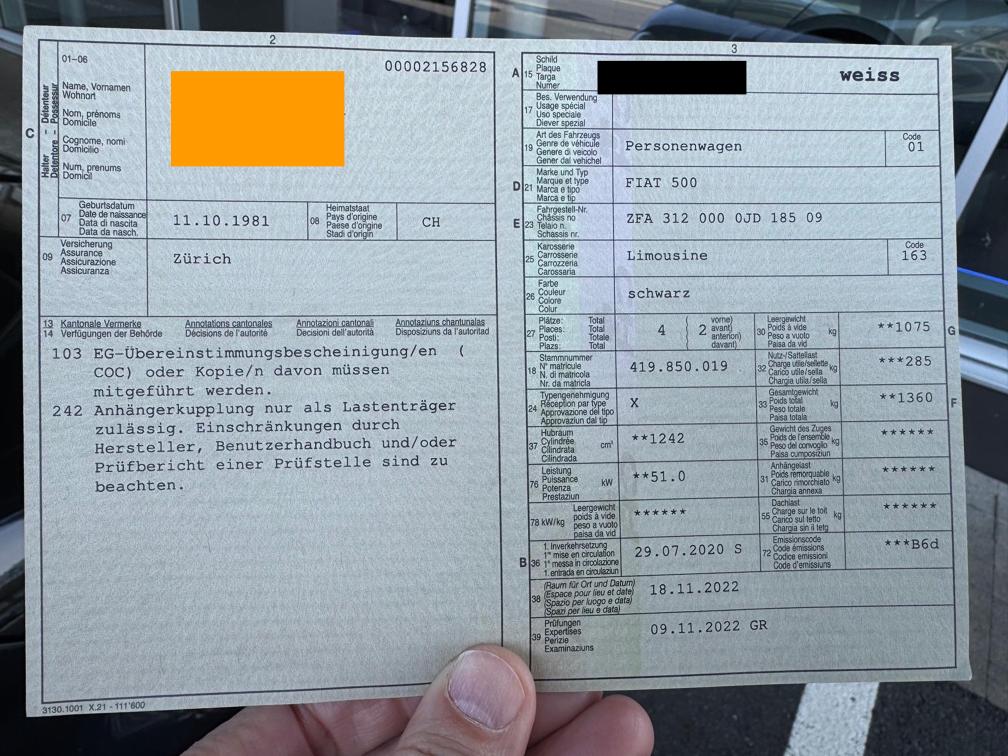 2
C
Halter – Détenteur
Detentore – Possessur
01–06
00002156828
Name, Vornamen
Wohnort
Nom, prénoms
Domicile
Cognome, nomi
Domicilio
Num, prenums
Domicil
07
Geburtsdatum
Date de naissance
Data di nascita
Data da nasch.
11.10.1981
08
Heimatstaat
Pays d'origine
Paese d'origine
Stadi d'origin
CH
09
Versicherung
Assurance
Assicurazione
Assicuranza
Zürich
13 Kantonale Vermerke Annotations cantonales Annotazioni cantonali Annotaziuns chantunalas
14 Verfügungen der Behörde Décisions de l'autorité Decisioni dell'autorità Disposiziuns da l'autoritad
103 EG-Übereinstimmungsbescheinigung/en (
COC) oder Kopie/n davon müssen
mitgeführt werden.
242 Anhängerkupplung nur als Lastenträger
zulässig. Einschränkungen durch
Hersteller, Benutzerhandbuch und/oder
Prüfbericht einer Prüfstelle sind zu
beachten.
3130.1001 X.21 - 111'600
3
A 15
Schild
Plaque
Targa
Numer
weiss
17
Bes. Verwendung
Usage spécial
Uso speciale
Diever spezial
19
Art des Fahrzeugs
Genre de véhicule
Genere di veicolo
Gener dal vehichel
Personenwagen
Code
01
D 21
Marke und Typ
Marque et type
Marca e tipo
Marca e tip
FIAT 500
E 23
Fahrgestell-Nr.
Châssis no
Telaio n.
Schassis nr.
ZFA 312 000 0JD 185 09
25
Karosserie
Carrosserie
Carrozzeria
Carossaria
Limousine
Code
163
26
Farbe
Couleur
Colore
Colur
schwarz
27
Plätze: Total
Places: Total
Posti: Totale
Plazs: Total
4 ( 2
vorne)
avant)
anteriori)
davant)
30
Leergewicht
Poids à vide
Peso a vuoto
Paisa da vid
kg
**1075
G
18
Stammnummer
N° matricule
N. di matricola
Nr. da matricla
419.850.019
32
Nutz-/Sattellast
Charge utile/sellette
Carico utile/sella
Chargia utila/sella
kg
***285
24
Typengenehmigung
Réception par type
Approvazione del tipo
Approvaziun dal tip
X
33
Gesamtgewicht
Poids total
Peso totale
Paisa totala
kg
**1360
F
37
Hubraum
Cylindrée
Cilindrata
Cilindrada
cm³
**1242
35
Gewicht des Zuges
Poids de l'ensemble
Peso del convoglio
Paisa cumposiziun
kg
******
76
Leistung
Puissance
Potenza
Prestaziun
kW
**51.0
31
Anhängelast
Poids remorquable
Carico rimorchiato
Chargia annexa
kg
******
78 kW/kg
Leergewicht
poids à vide
peso a vuoto
paisa da vid
******
55
Dachlast
Charge sur le toit
Carico sul tetto
Chargia sin il tetg
kg
******
B 36
1. Inverkehrsetzung
1re mise en circulation
1a messa in circolazione
1. entrada en circulaziun
29.07.2020 S
72
Emissionscode
Code émissions
Codice emissioni
Code d'emissiuns
***B6d
38
(Raum für Ort und Datum)
(Espace pour lieu et date)
(Spazio per luogo e data)
(Spazi per lieu e data)
18.11.2022
39
Prüfungen
Expertises
Perizie
Examinaziuns
09.11.2022 GR